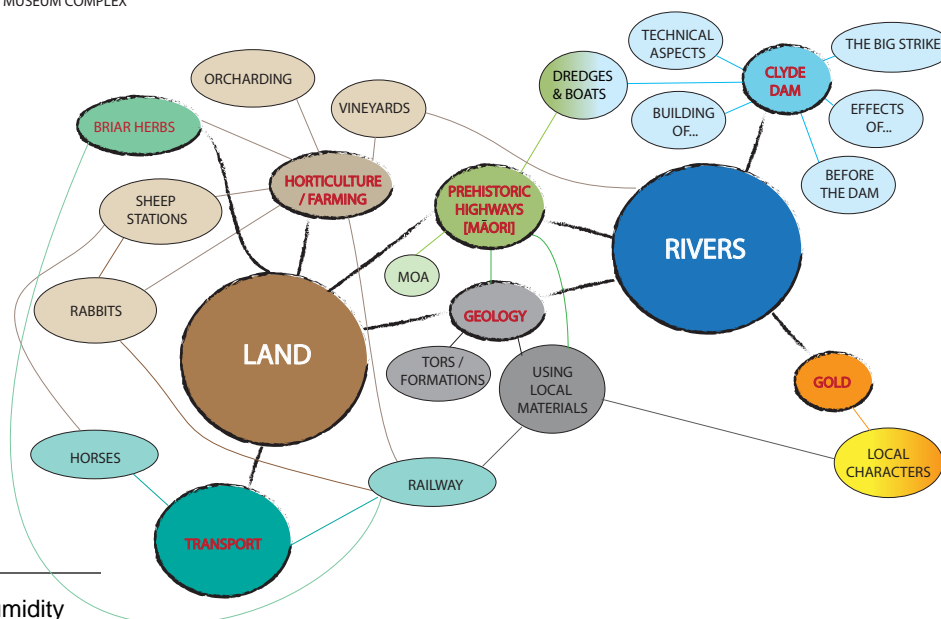 MUSEUM COMPLEX
TECHNICAL
ASPECTS
THE BIG STRIKE
ORCHARDING
DREDGES
& BOATS
CLYDE
DAM
VINEYARDS
BRIAR HERBS
BUILDING
OF...
EFFECTS
OF...
HORTICULTURE
/ FARMING
PREHISTORIC
HIGHWAYS
[MĀORI]
BEFORE
THE DAM
SHEEP
STATIONS
RIVERS
MOA
RABBITS
GEOLOGY
LAND
TORS /
FORMATIONS
USING
LOCAL
MATERIALS
GOLD
HORSES
RAILWAY
LOCAL
CHARACTERS
TRANSPORT
umidity